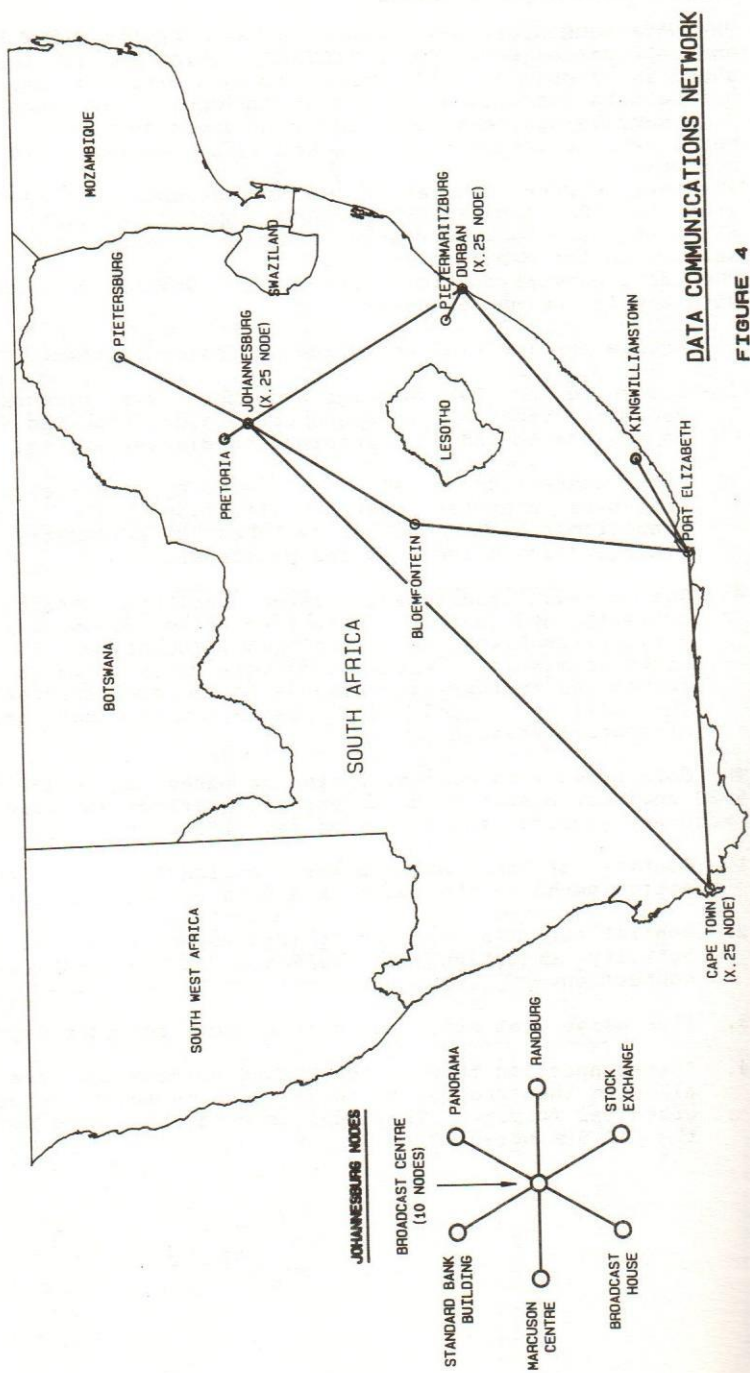 MOZAMBIQUE
PIETERSBURG
SWAZILAND
BOTSWANA
PRETORIA
JOHANNESBURG
(X.25 NODE)
SOUTH WEST AFRICA
SOUTH AFRICA
BLOEMFONTEIN
LESOTHO
PIETERMARITZBURG
DURBAN
(X.25 NODE)
KINGWILLIAMSTOWN
PORT ELIZABETH
CAPE TOWN
(X.25 NODE)
JOHANNESBURG NODES
BROADCAST CENTRE
(10 NODES)
STANDARD BANK
BUILDING
PANORAMA
MARCUSON
CENTRE
RANDBURG
BROADCAST
HOUSE
STOCK
EXCHANGE
DATA COMMUNICATIONS NETWORK
FIGURE 4